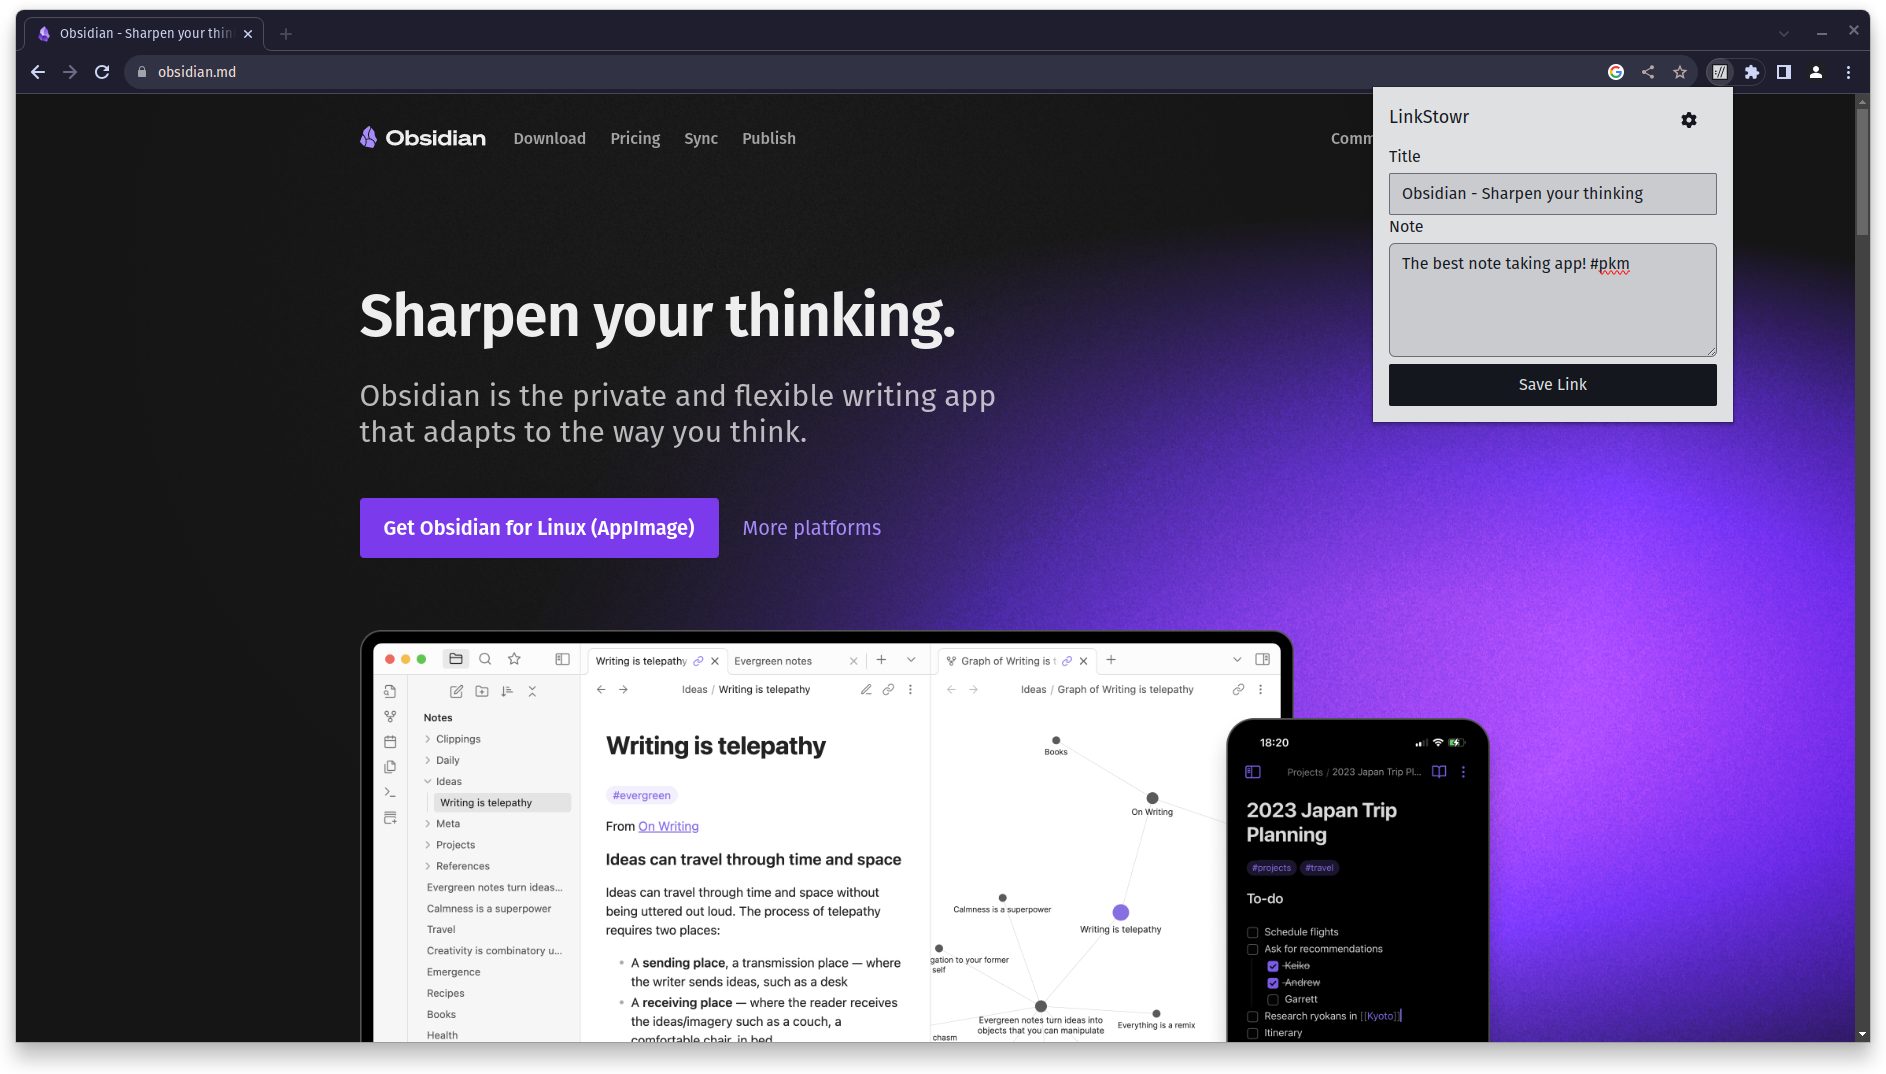 Obsidian - Sharpen your thin
obsidian.md
Obsidian
Download
Pricing
Sync
Publish
Comm
LinkStowr
Title
Obsidian - Sharpen your thinking
Note
The best note taking app! #pkm
Save Link
Sharpen your thinking.
Obsidian is the private and flexible writing app
that adapts to the way you think.
Get Obsidian for Linux (AppImage)
More platforms
Writing is telepathy
Evergreen notes
Graph of Writing is t
Ideas / Writing is telepathy
Ideas / Graph of Writing is telepathy
Notes
Clippings
Daily
Ideas
Writing is telepathy
Meta
Projects
References
Evergreen notes turn ideas...
Calmness is a superpower
Travel
Creativity is combinatory u...
Emergence
Recipes
Books
Health
Writing is telepathy
#evergreen
From On Writing
Ideas can travel through time and space
Ideas can travel through time and space without
being uttered out loud. The process of telepathy
requires two places:
• A sending place, a transmission place — where
the writer sends ideas, such as a desk
• A receiving place — where the reader receives
the ideas/imagery such as a couch, a
comfortable chair, in bed
Books
On Writing
Calmness is a superpower
Writing is telepathy
gation to your former
self
Evergreen notes turn ideas into
objects that you can manipulate
Everything is a remix
chasm
18:20
Projects / 2023 Japan Trip Pl...
2023 Japan Trip
Planning
#projects
#travel
To-do
Schedule flights
Ask for recommendations
Keiko
Andrew
Garrett
Research ryokans in [[Kyoto]]
Itinerary